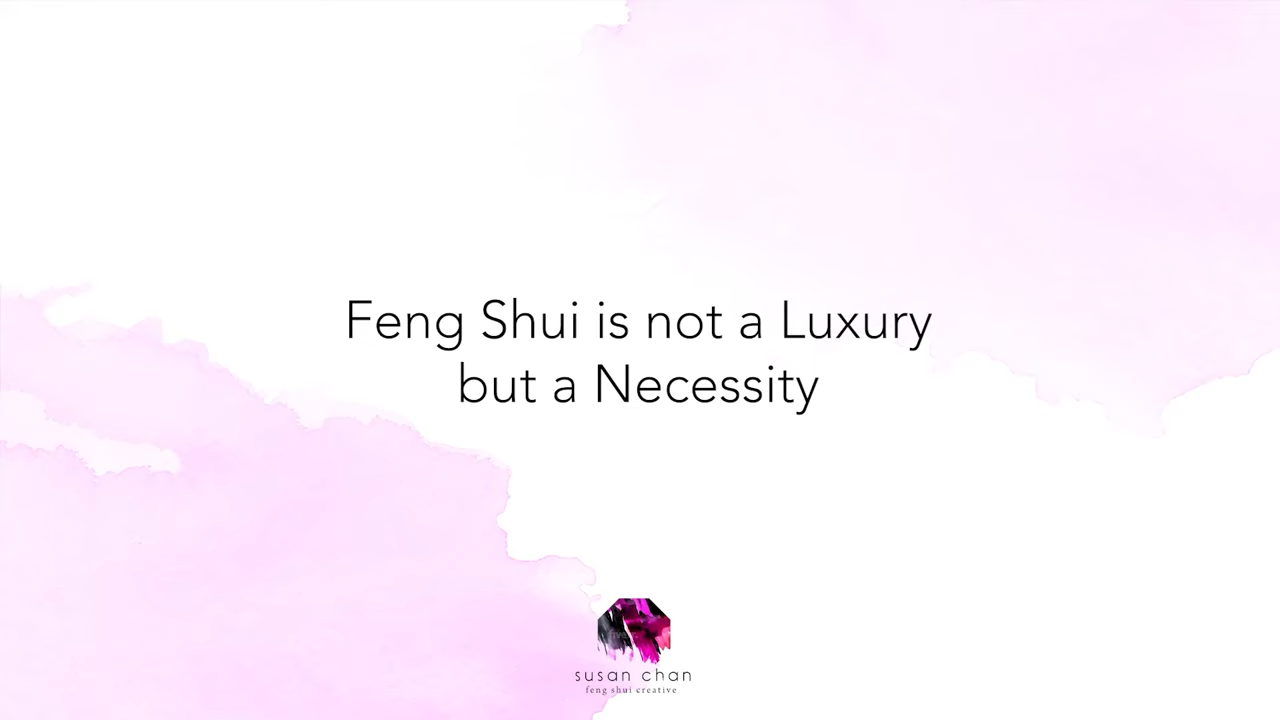 Feng Shui is not a Luxury
but a Necessity
susan chan
feng shui creative